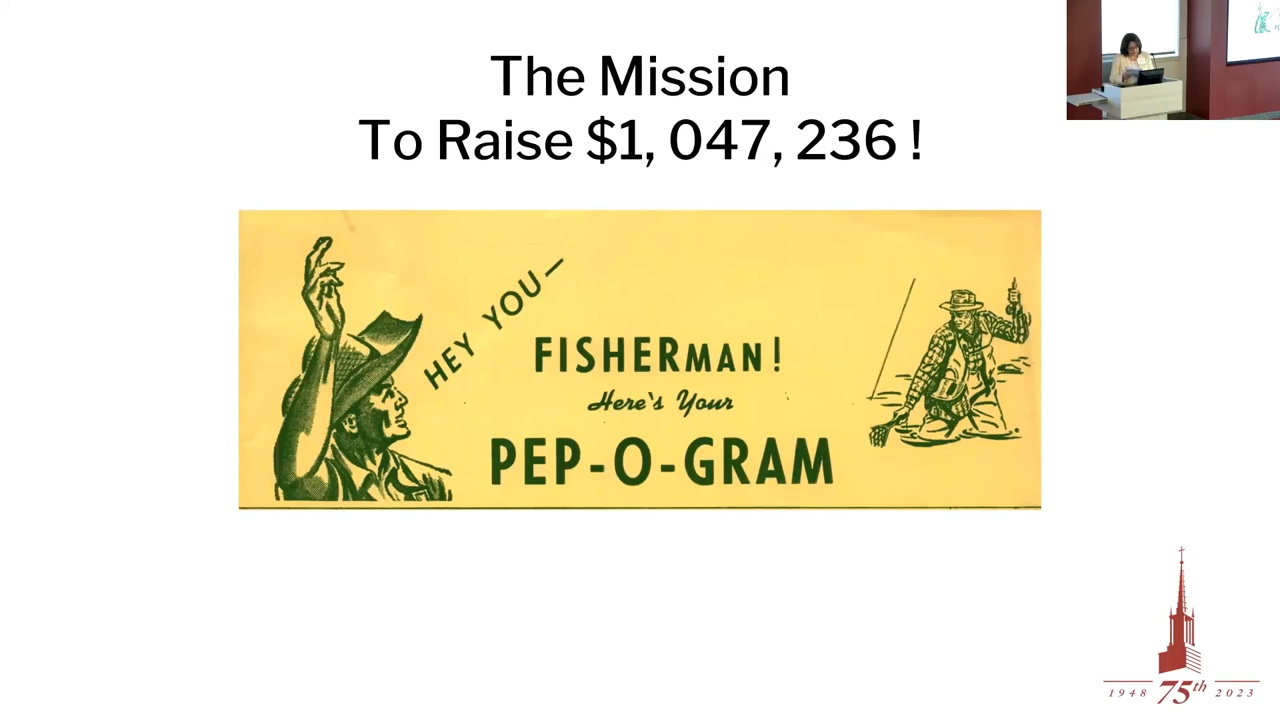 The Mission
To Raise $1, 047, 236 !
HEY YOU—
FISHERMAN!
Here's Your
PEP-O-GRAM
1948 75th 2023